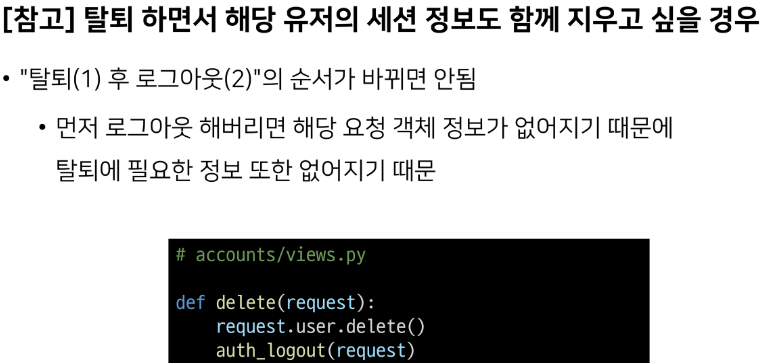 [참고] 탈퇴 하면서 해당 유저의 세션 정보도 함께 지우고 싶을 경우
• "탈퇴(1) 후 로그아웃(2)"의 순서가 바뀌면 안됨
• 먼저 로그아웃 해버리면 해당 요청 객체 정보가 없어지기 때문에
탈퇴에 필요한 정보 또한 없어지기 때문
# accounts/views.py
def delete(request):
    request.user.delete()
    auth_logout(request)